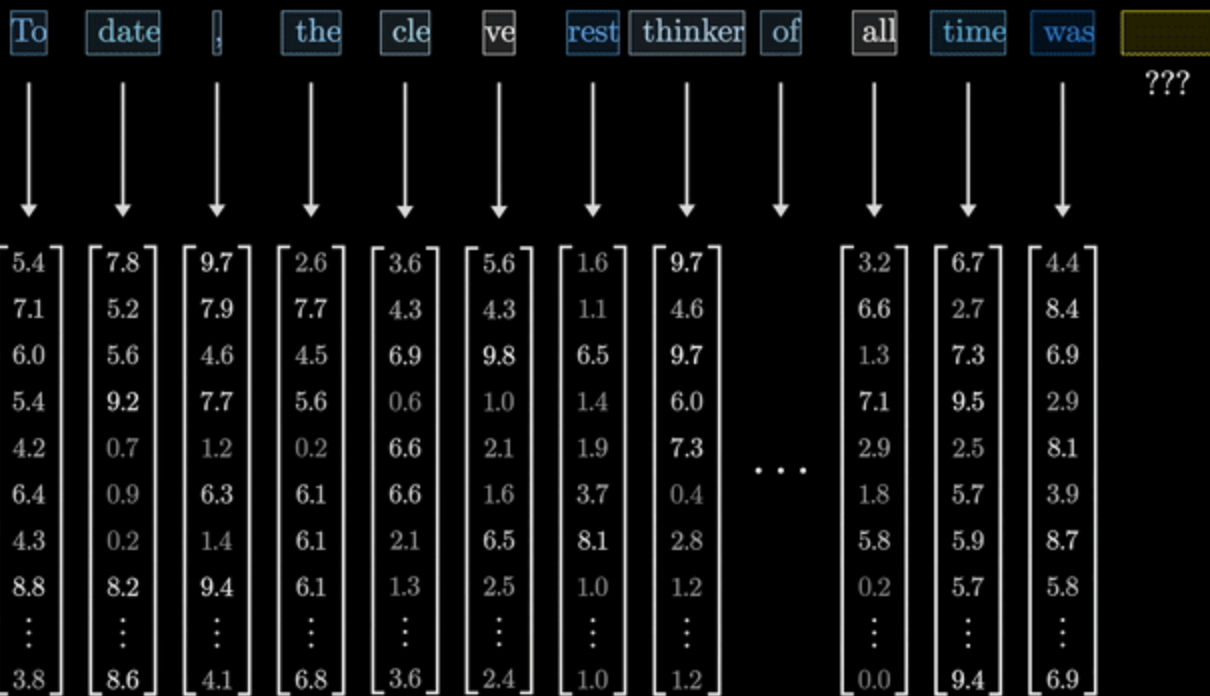 To date , the cle ve rest thinker of all time was
???
5.4 7.8 9.7 2.6 3.6 5.6 1.6 9.7 3.2 6.7 4.4
7.1 5.2 7.9 7.7 4.3 4.3 1.1 4.6 6.6 2.7 8.4
6.0 5.6 4.6 4.5 6.9 9.8 6.5 9.7 1.3 7.3 6.9
5.4 9.2 7.7 5.6 0.6 1.0 1.4 6.0 7.1 9.5 2.9
4.2 0.7 1.2 0.2 6.6 2.1 1.9 7.3 ... 2.9 2.5 8.1
6.4 0.9 6.3 6.1 6.6 1.6 3.7 0.4 1.8 5.7 3.9
4.3 0.2 1.4 6.1 2.1 6.5 8.1 2.8 5.8 5.9 8.7
8.8 8.2 9.4 6.1 1.3 2.5 1.0 1.2 0.2 5.7 5.8
⋮ ⋮ ⋮ ⋮ ⋮ ⋮ ⋮ ⋮ ⋮ ⋮ ⋮
3.8 8.6 4.1 6.8 3.6 2.4 1.0 1.2 0.0 9.4 6.9